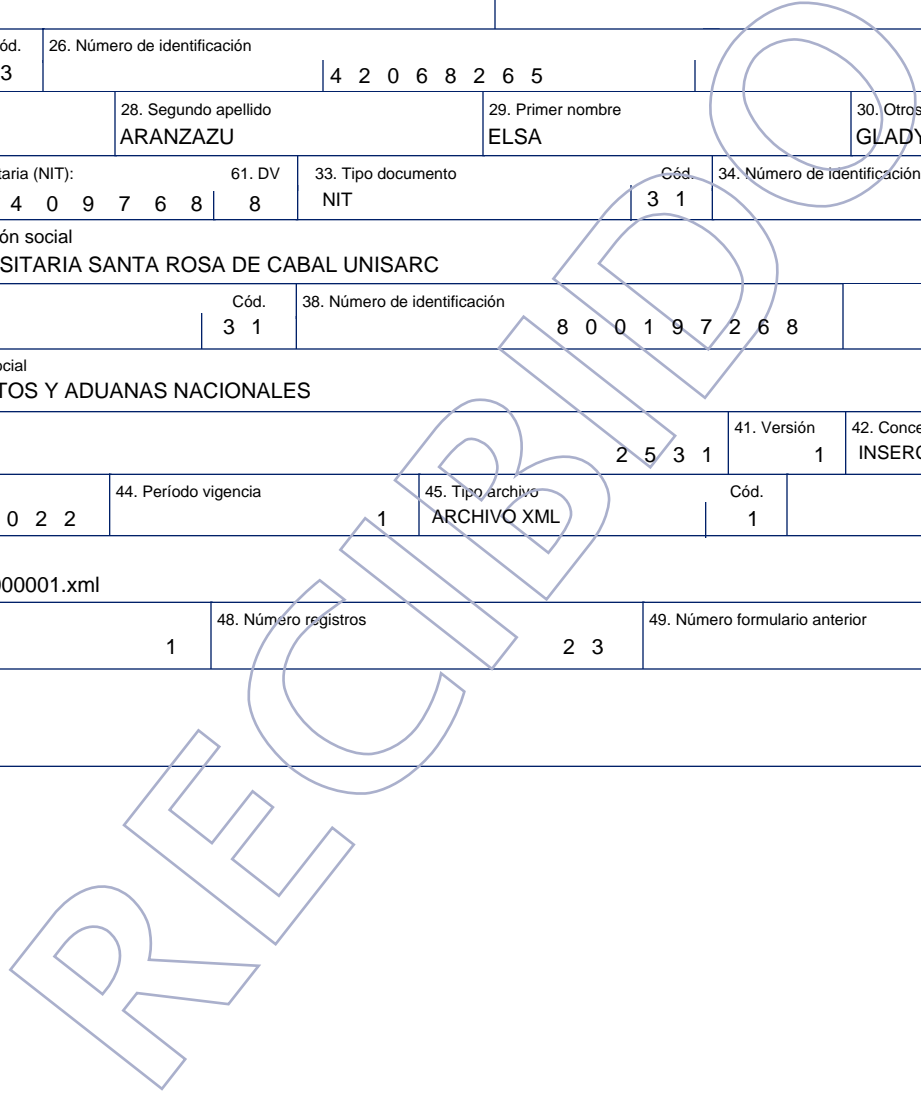 ód. 26. Número de identificación
3 4 2 0 6 8 2 6 5
28. Segundo apellido 29. Primer nombre 30. Otros
ARANZAZU ELSA GLADY
taria (NIT): 61. DV 33. Tipo documento Cód. 34. Número de identificación
4 0 9 7 6 8 8 NIT 3 1
ón social
SITARIA SANTA ROSA DE CABAL UNISARC
Cód. 38. Número de identificación
3 1 8 0 0 1 9 7 2 6 8
ocial
TOS Y ADUANAS NACIONALES
41. Versión 42. Conce
2 5 3 1 1 INSERC
44. Período vigencia 45. Tipo archivo Cód.
0 2 2 1 ARCHIVO XML 1
000001.xml
48. Número registros 49. Número formulario anterior
1 2 3
RECIBIDO